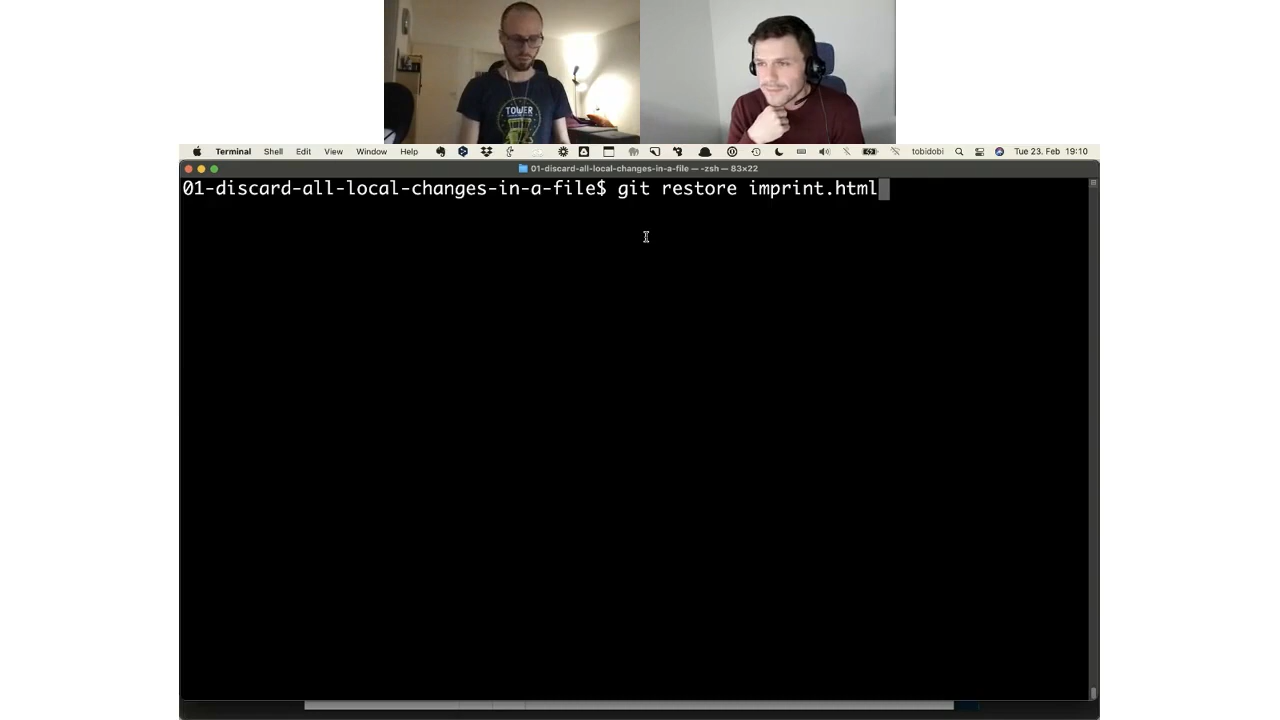 TOWER
Terminal Shell Edit View Window Help tobidobi Tue 23. Feb 19:10
01-discard-all-local-changes-in-a-file — -zsh — 83×22
01-discard-all-local-changes-in-a-file$ git restore imprint.html